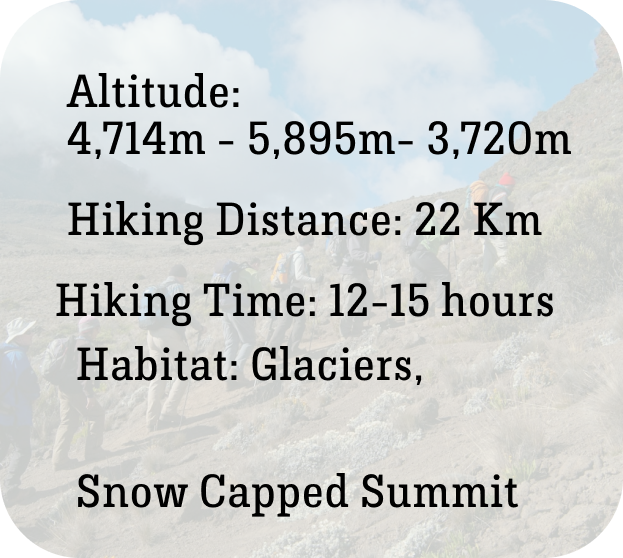 Altitude:
4,714m - 5,895m- 3,720m
Hiking Distance: 22 Km
Hiking Time: 12-15 hours
Habitat: Glaciers,
Snow Capped Summit